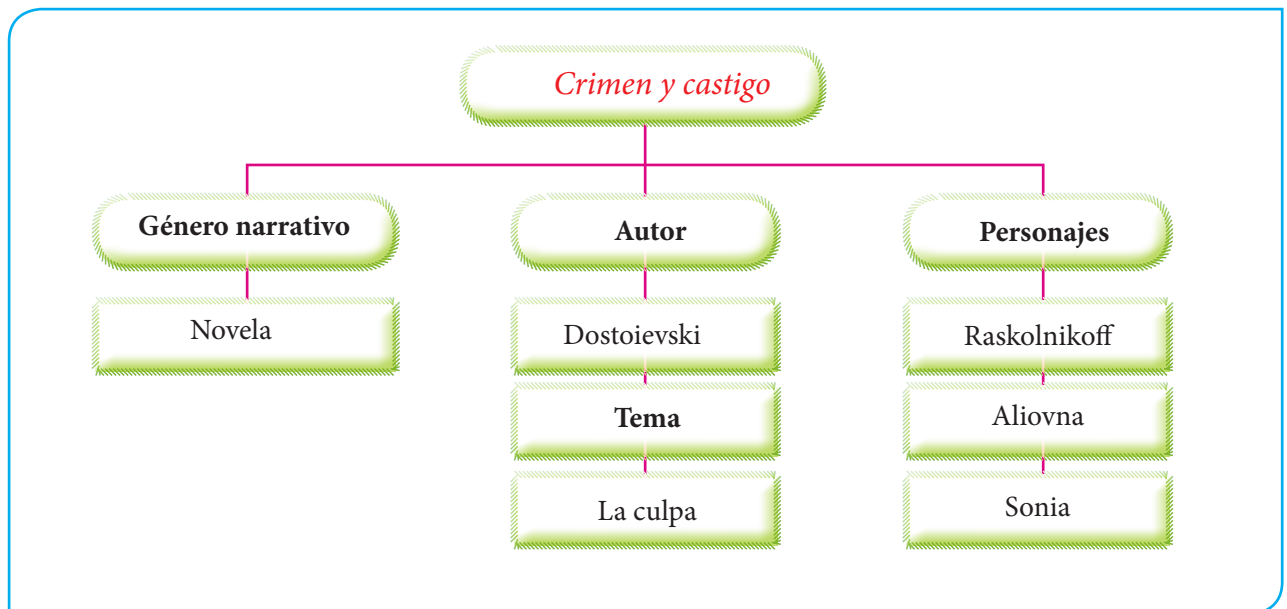 Crimen y castigo
Género narrativo
Novela
Autor
Dostoievski
Tema
La culpa
Personajes
Raskolnikoff
Aliovna
Sonia